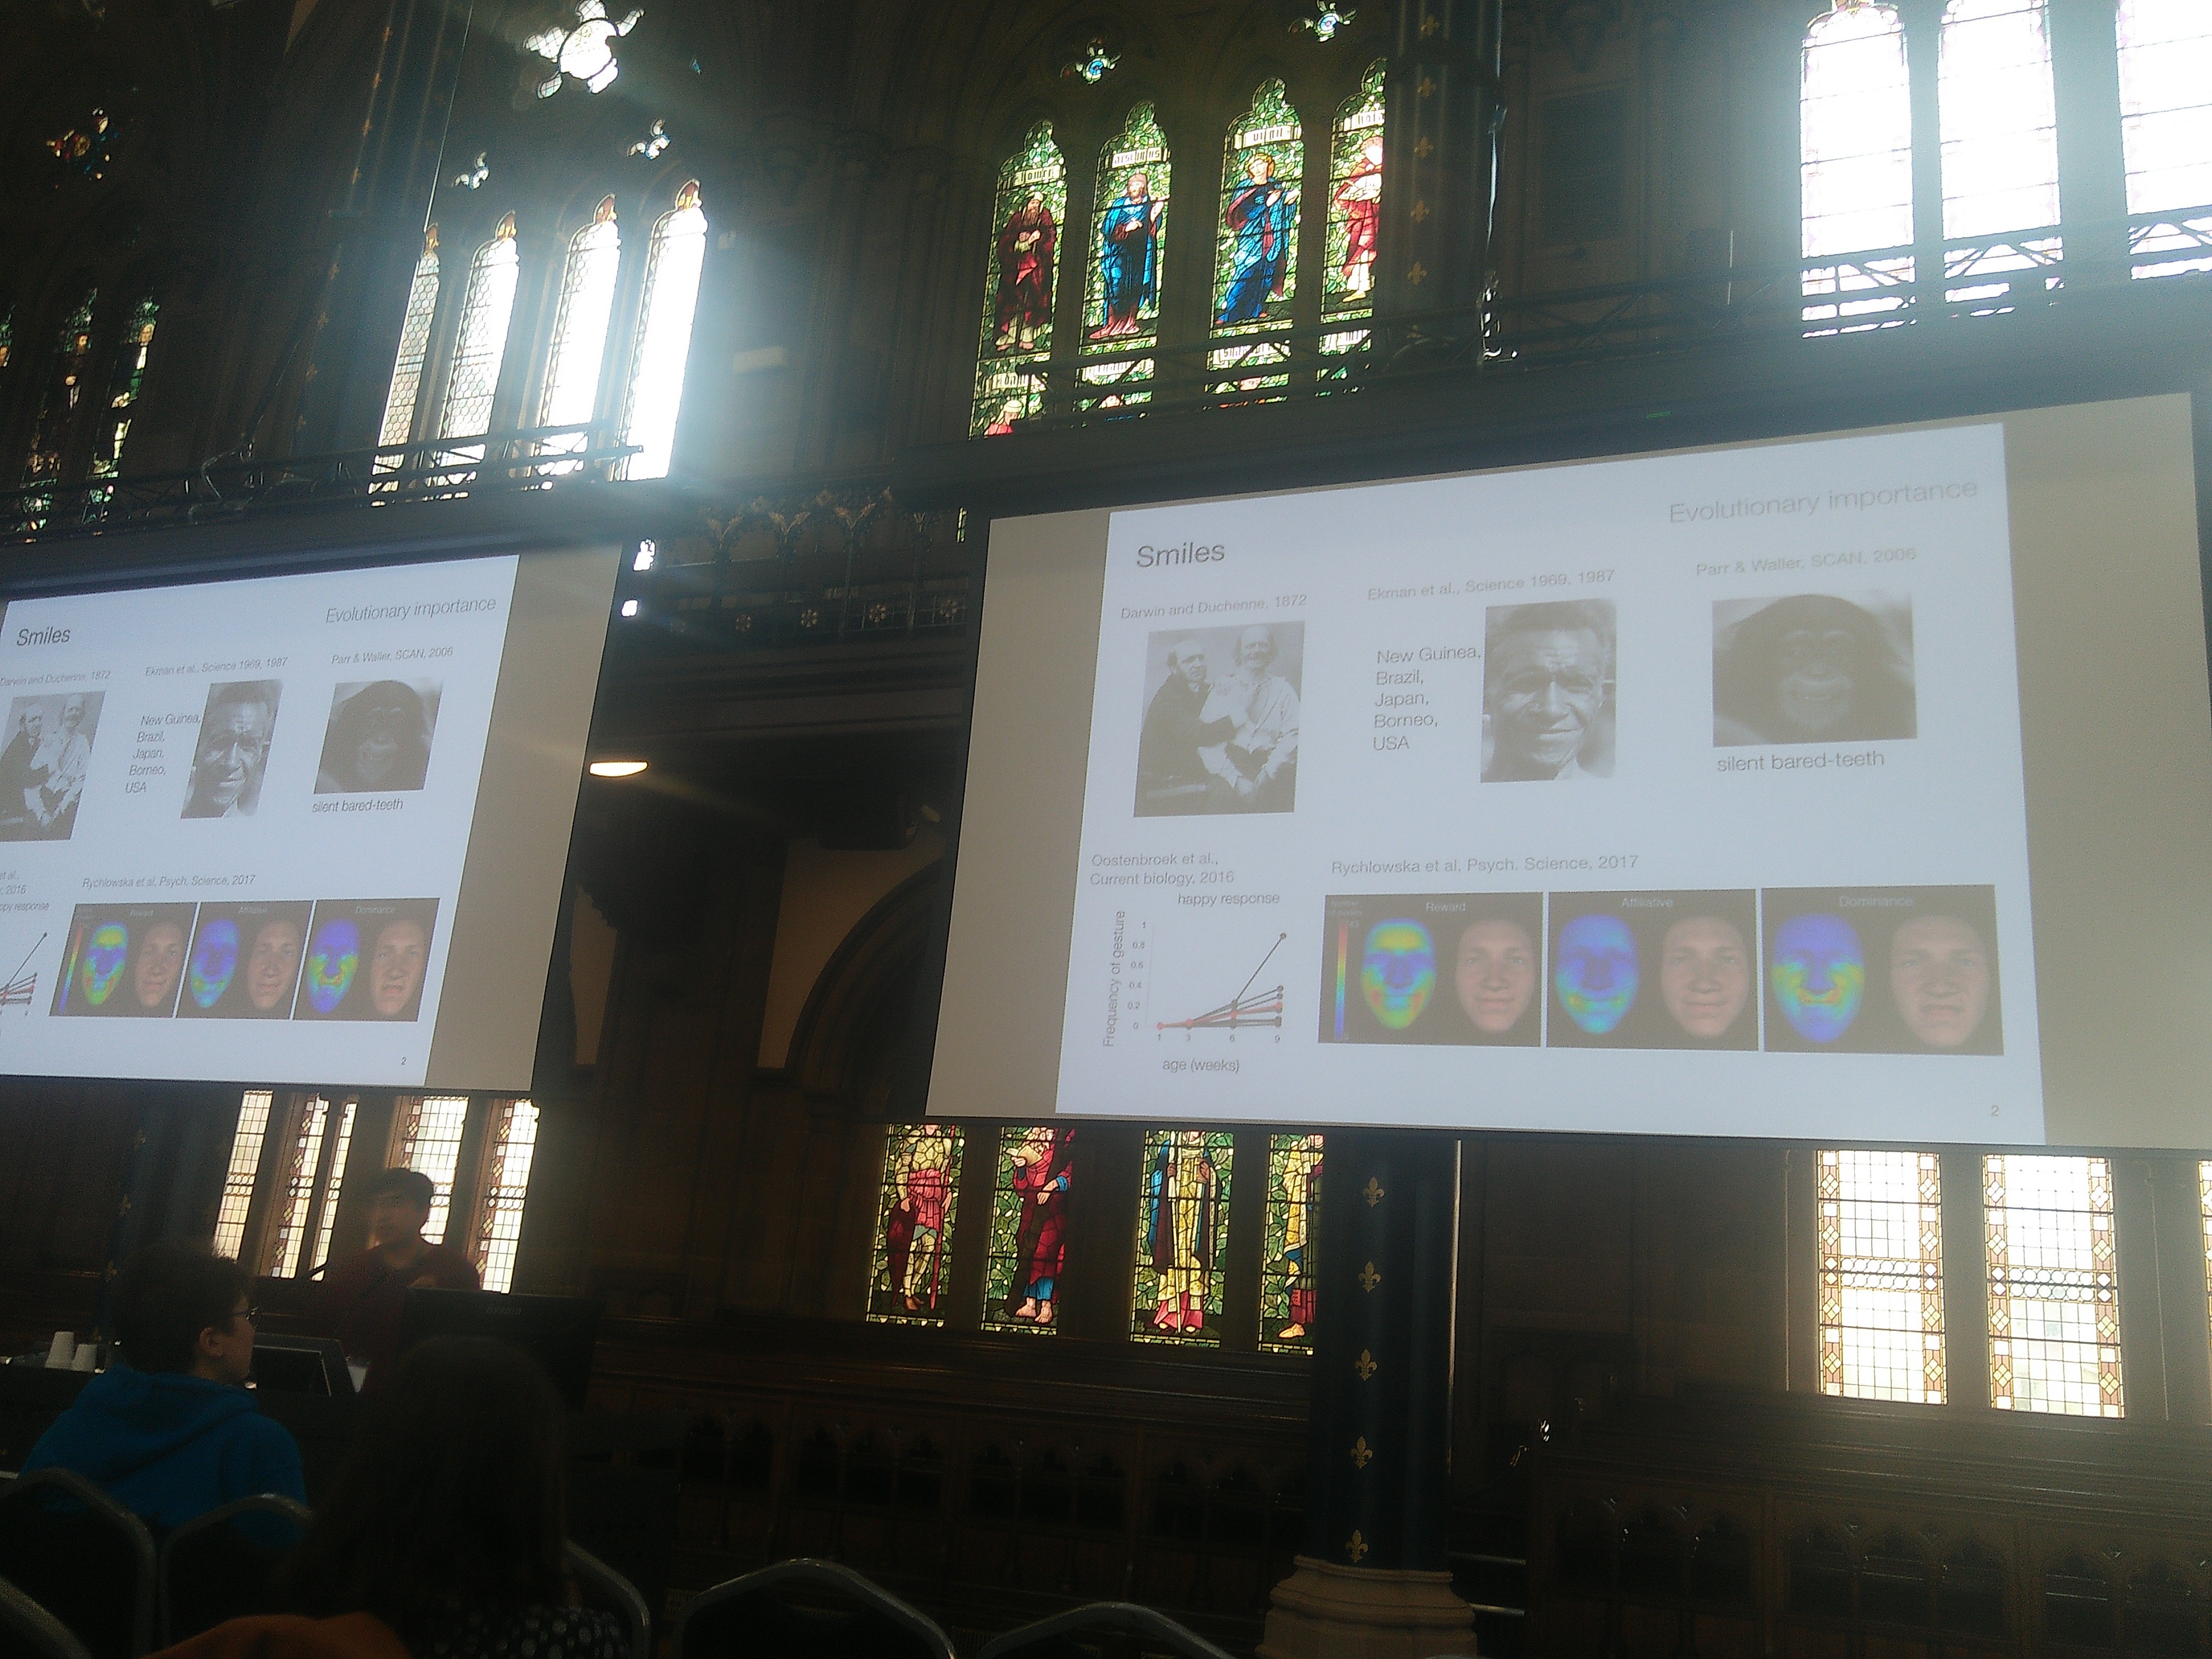 HOMER
VIRGIL
Smiles
Evolutionary importance
Darwin and Duchenne, 1872
Ekman et al., Science 1969, 1987
Parr & Waller, SCAN, 2006
New Guinea,
Brazil,
Japan,
Borneo,
USA
silent bared-teeth
Rychlowska et al, Psych. Science, 2017
Reward
Affiliative
Dominance
2
Smiles
Evolutionary importance
Darwin and Duchenne, 1872
Ekman et al., Science 1969, 1987
Parr & Waller, SCAN, 2006
New Guinea,
Brazil,
Japan,
Borneo,
USA
silent bared-teeth
Oostenbroek et al.,
Current biology, 2016
happy response
Frequency of gesture
1
0.8
0.6
0.4
0.2
0
1 3 6 9
age (weeks)
Rychlowska et al, Psych. Science, 2017
Reward
Affiliative
Dominance
2